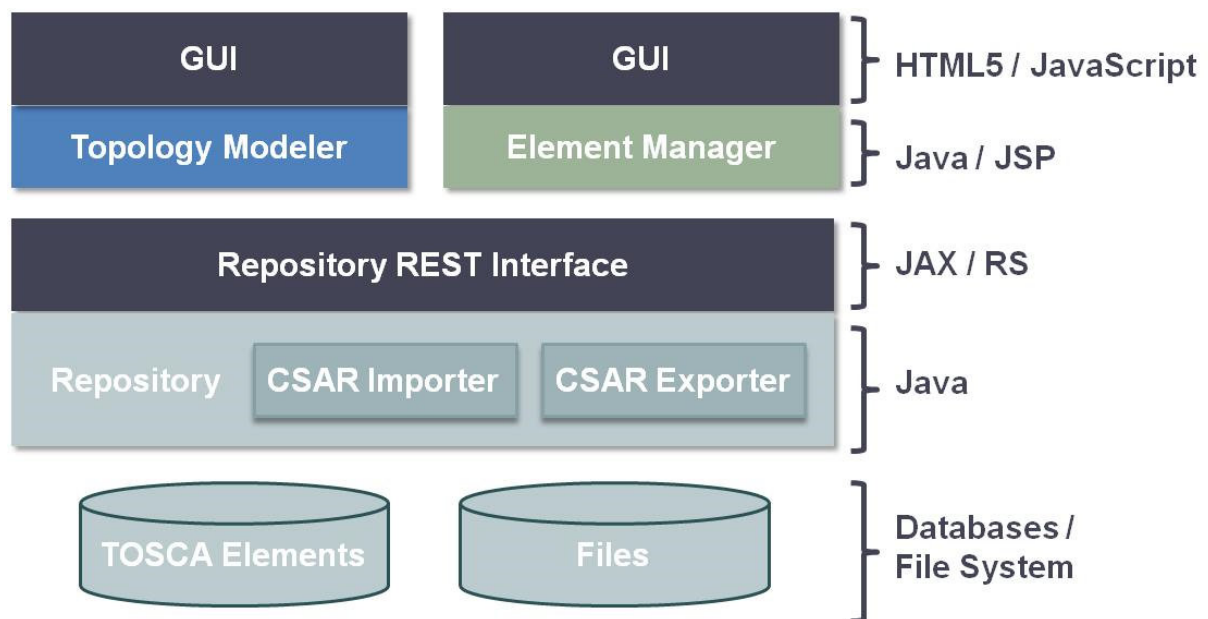 GUI
GUI
HTML5 / JavaScript
Topology Modeler
Element Manager
Java / JSP
Repository REST Interface
JAX / RS
Repository
CSAR Importer
CSAR Exporter
Java
TOSCA Elements
Files
Databases /
File System